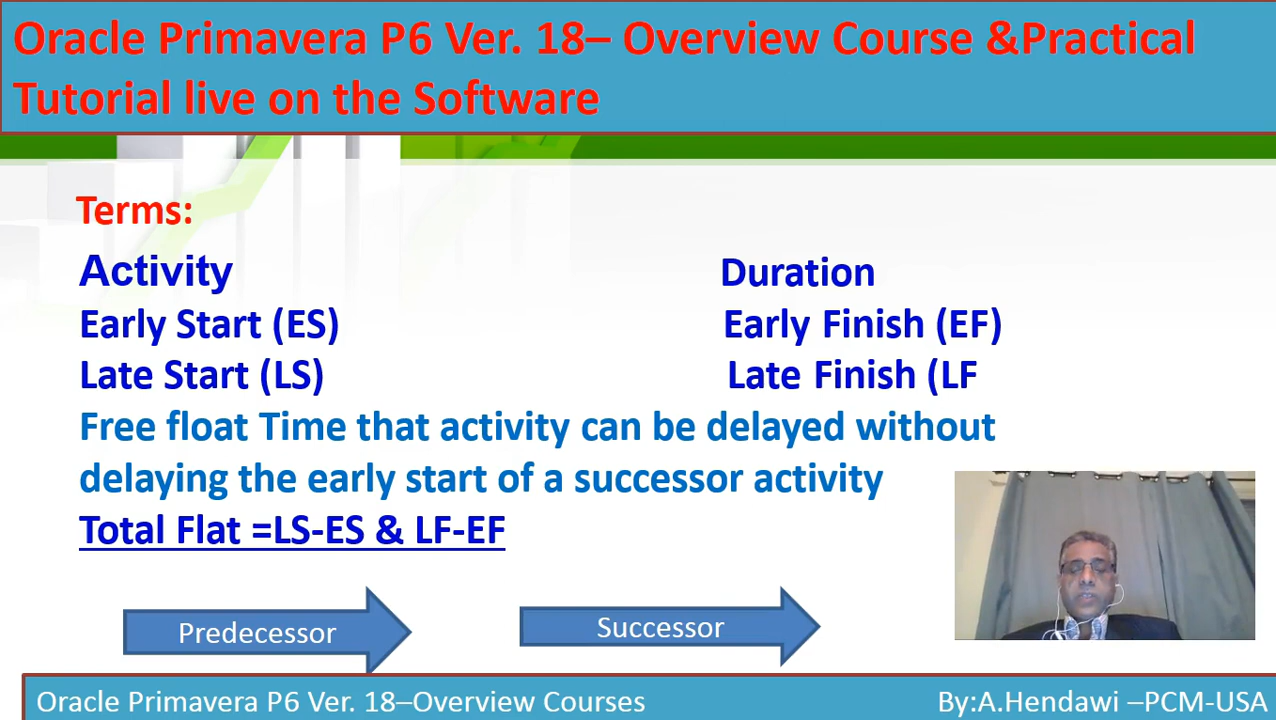 Oracle Primavera P6 Ver. 18– Overview Course &Practical
Tutorial live on the Software
Terms:
Activity Duration
Early Start (ES) Early Finish (EF)
Late Start (LS) Late Finish (LF
Free float Time that activity can be delayed without
delaying the early start of a successor activity
Total Flat =LS-ES & LF-EF
Predecessor Successor
Oracle Primavera P6 Ver. 18–Overview Courses By:A.Hendawi –PCM-USA